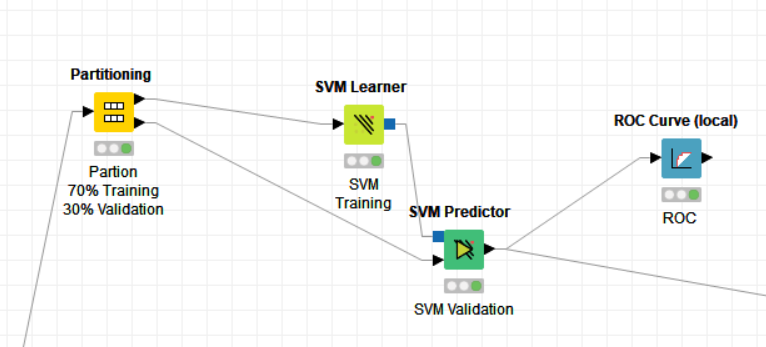 Partitioning
Partion
70% Training
30% Validation
SVM Learner
SVM
Training
SVM Predictor
SVM Validation
ROC Curve (local)
ROC